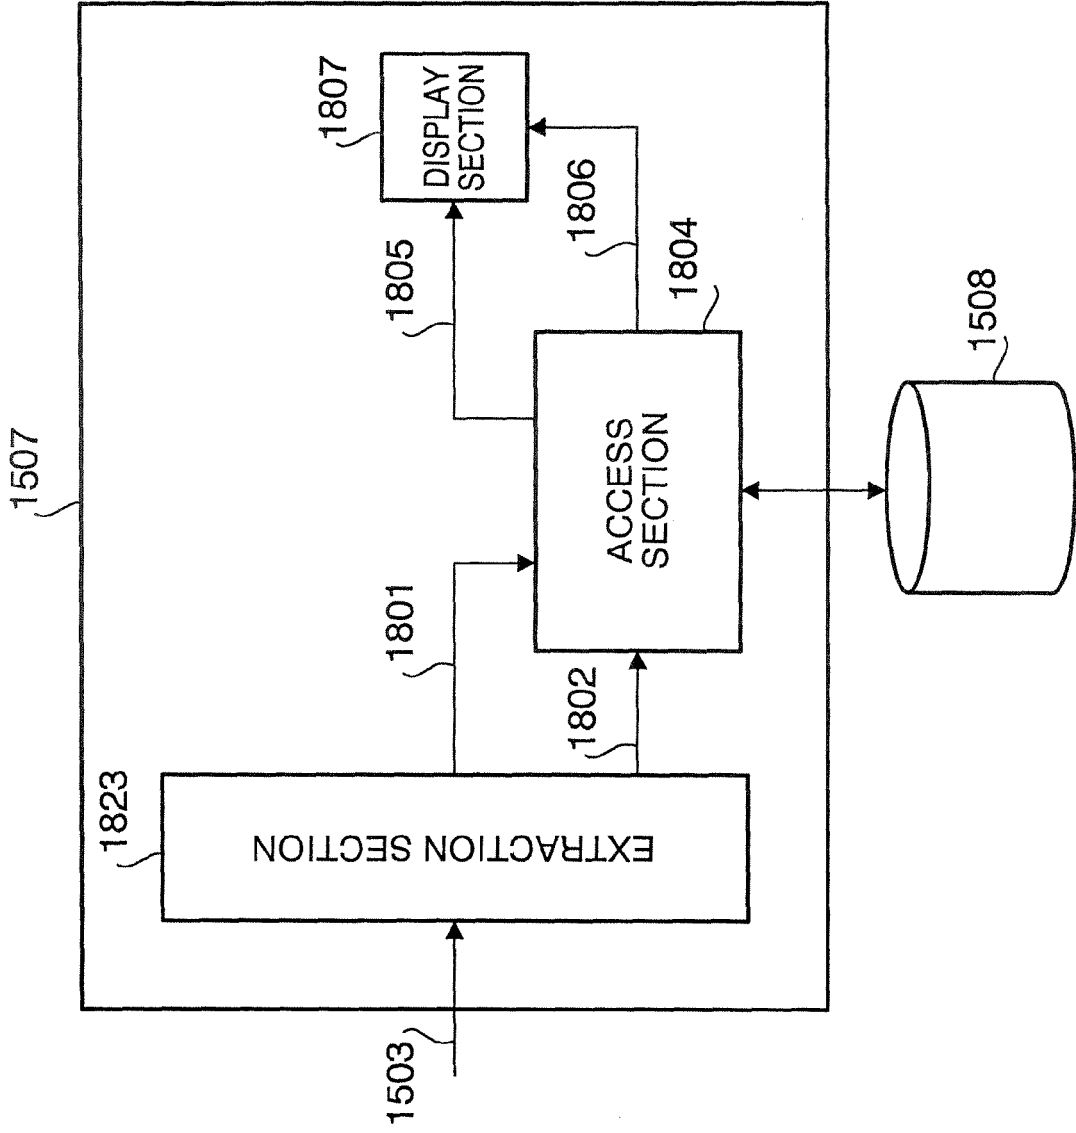 1507
1807
DISPLAY
SECTION
1805
1806
1804
1801
ACCESS
SECTION
1508
1823
1802
EXTRACTION SECTION
1503